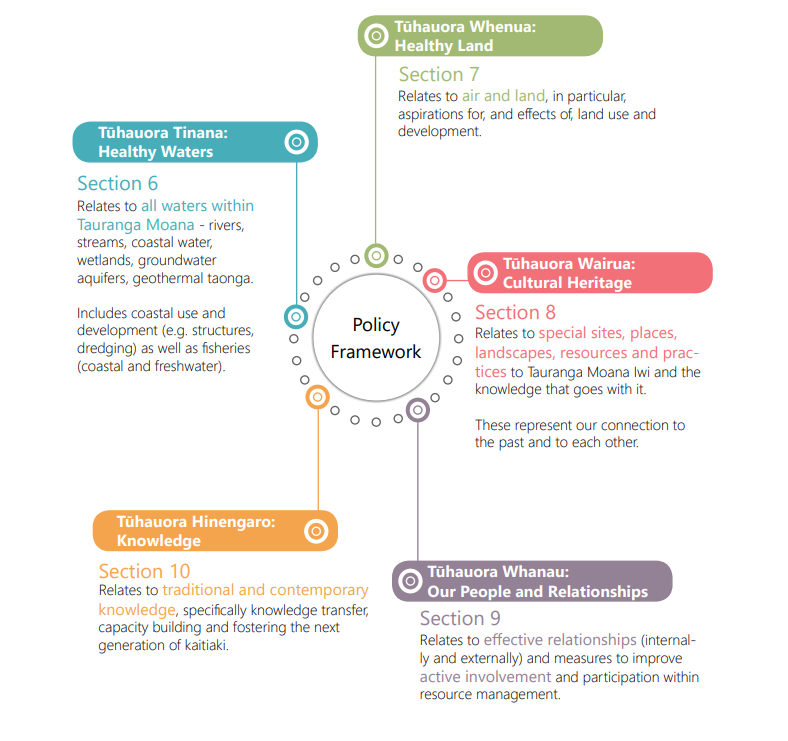 Tūhauora Whenua:
Healthy Land
Section 7
Relates to air and land, in particular,
aspirations for, and effects of, land use and
development.
Tūhauora Tinana:
Healthy Waters
Section 6
Relates to all waters within
Tauranga Moana - rivers,
streams, coastal water,
wetlands, groundwater
aquifers, geothermal taonga.
Includes coastal use and
development (e.g. structures,
dredging) as well as fisheries
(coastal and freshwater).
Policy
Framework
Tūhauora Wairua:
Cultural Heritage
Section 8
Relates to special sites, places,
landscapes, resources and prac-
tices to Tauranga Moana Iwi and the
knowledge that goes with it.
These represent our connection to
the past and to each other.
Tūhauora Hinengaro:
Knowledge
Section 10
Relates to traditional and contemporary
knowledge, specifically knowledge transfer,
capacity building and fostering the next
generation of kaitiaki.
Tūhauora Whanau:
Our People and Relationships
Section 9
Relates to effective relationships (internal-
ly and externally) and measures to improve
active involvement and participation within
resource management.